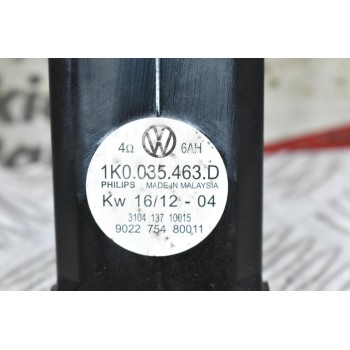 4Ω 6AH
1K0.035.463.D
PHILIPS MADE IN MALAYSIA
Kw 16/12 - 04
3104 137 10015
9022 754 80011